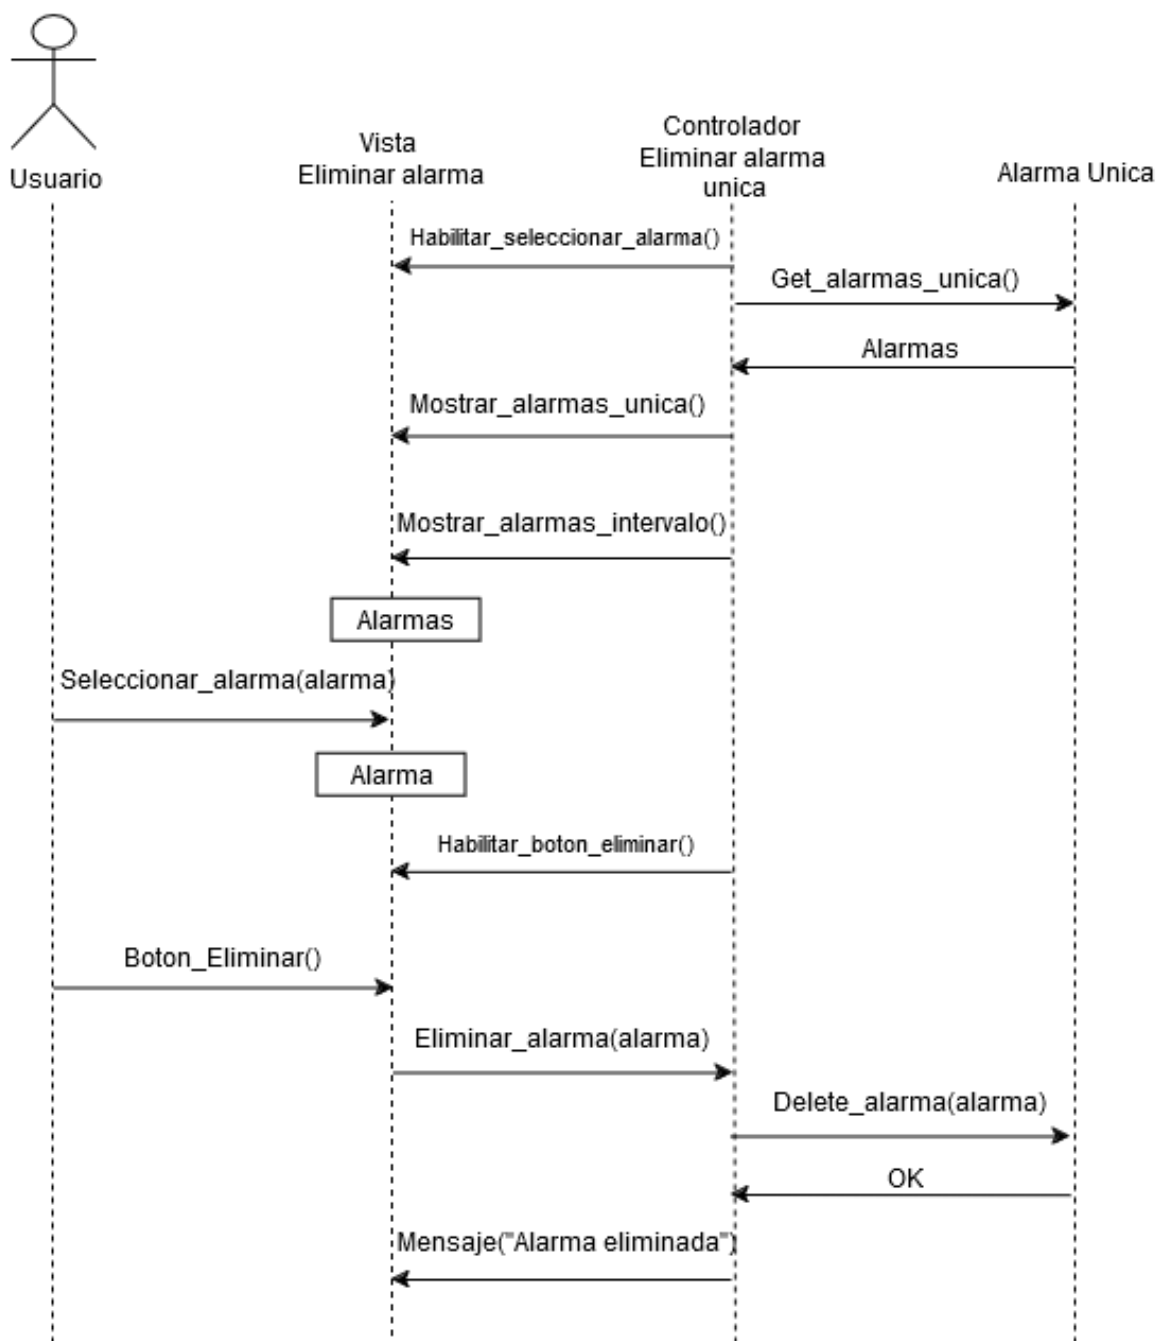 Usuario
Vista
Eliminar alarma
Controlador
Eliminar alarma
unica
Alarma Unica
Habilitar_seleccionar_alarma()
Get_alarmas_unica()
Alarmas
Mostrar_alarmas_unica()
Mostrar_alarmas_intervalo()
Alarmas
Seleccionar_alarma(alarma)
Alarma
Habilitar_boton_eliminar()
Boton_Eliminar()
Eliminar_alarma(alarma)
Delete_alarma(alarma)
OK
Mensaje("Alarma eliminada")